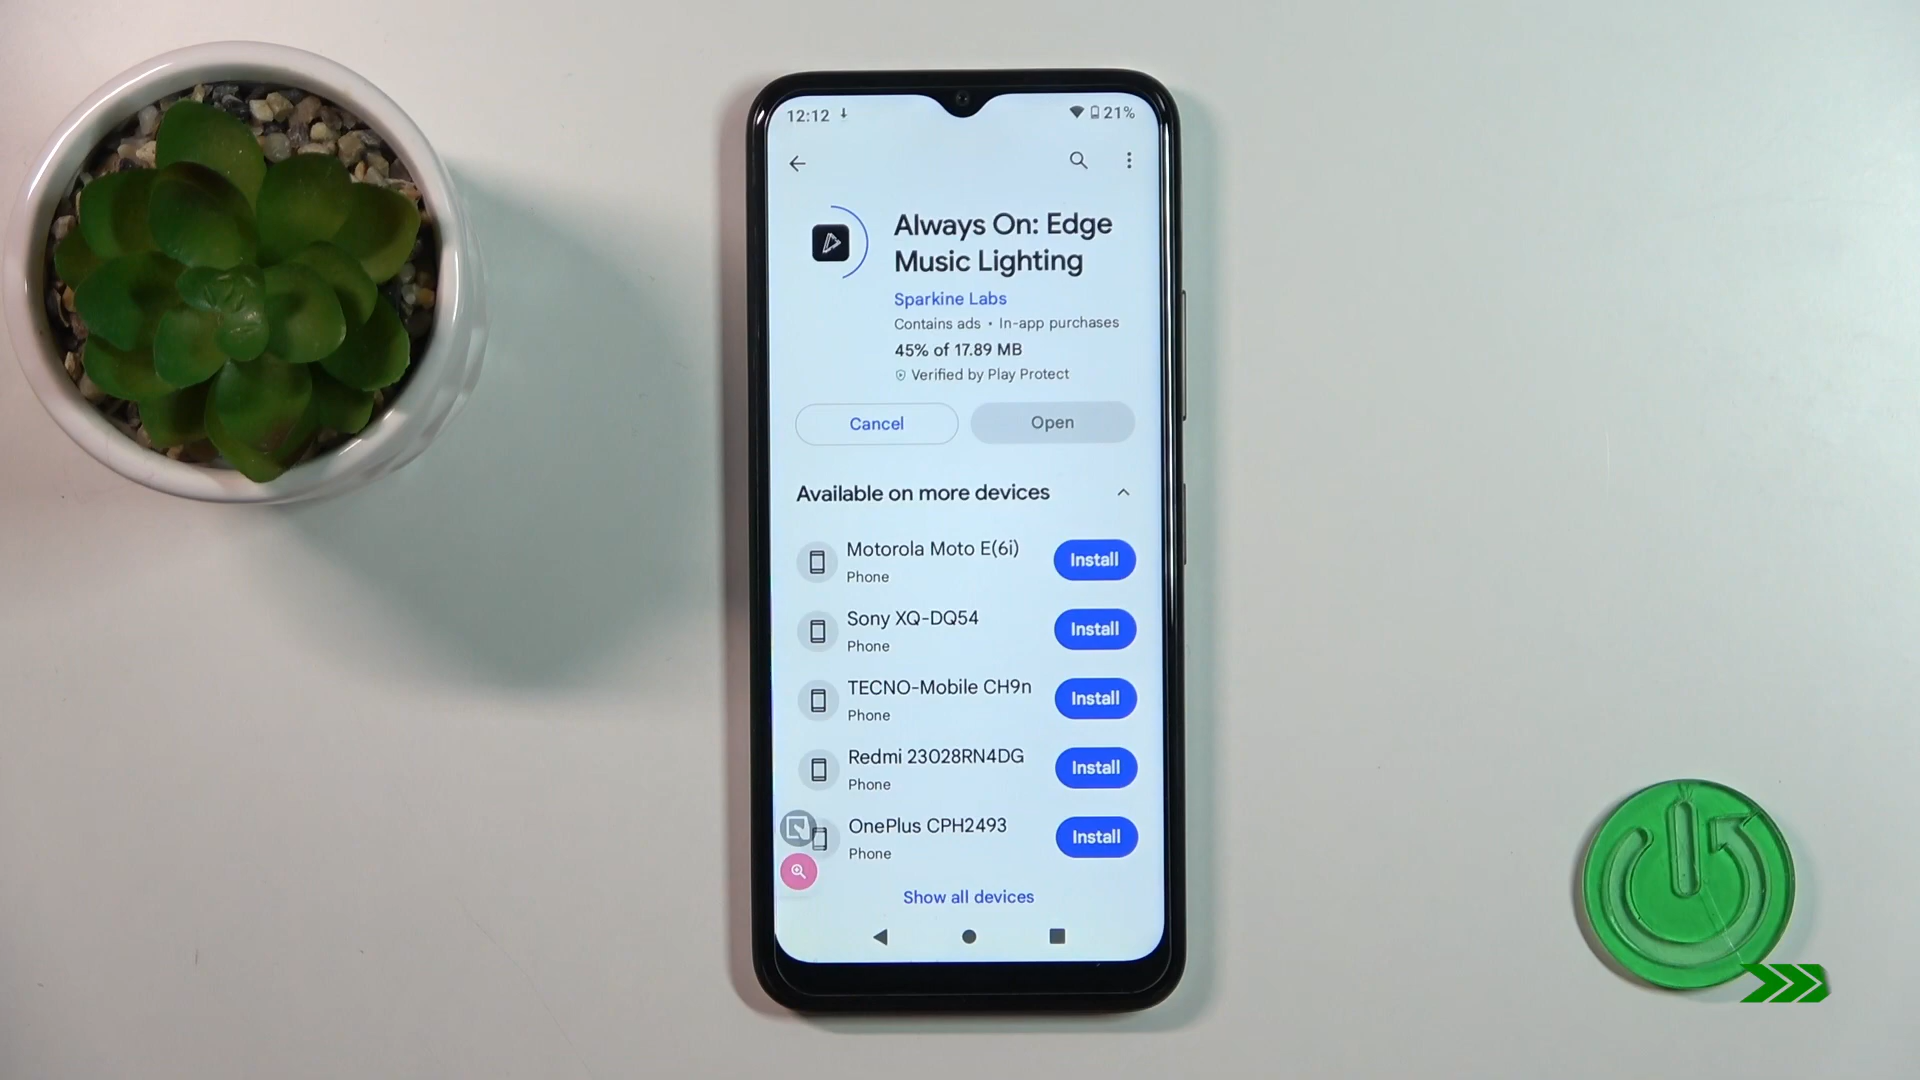 12:12
21%
Always On: Edge
Music Lighting
Sparkine Labs
Contains ads • In-app purchases
45% of 17.89 MB
Verified by Play Protect
Cancel
Open
Available on more devices
Motorola Moto E(6i)
Phone
Install
Sony XQ-DQ54
Phone
Install
TECNO-Mobile CH9n
Phone
Install
Redmi 23028RN4DG
Phone
Install
OnePlus CPH2493
Phone
Install
Show all devices